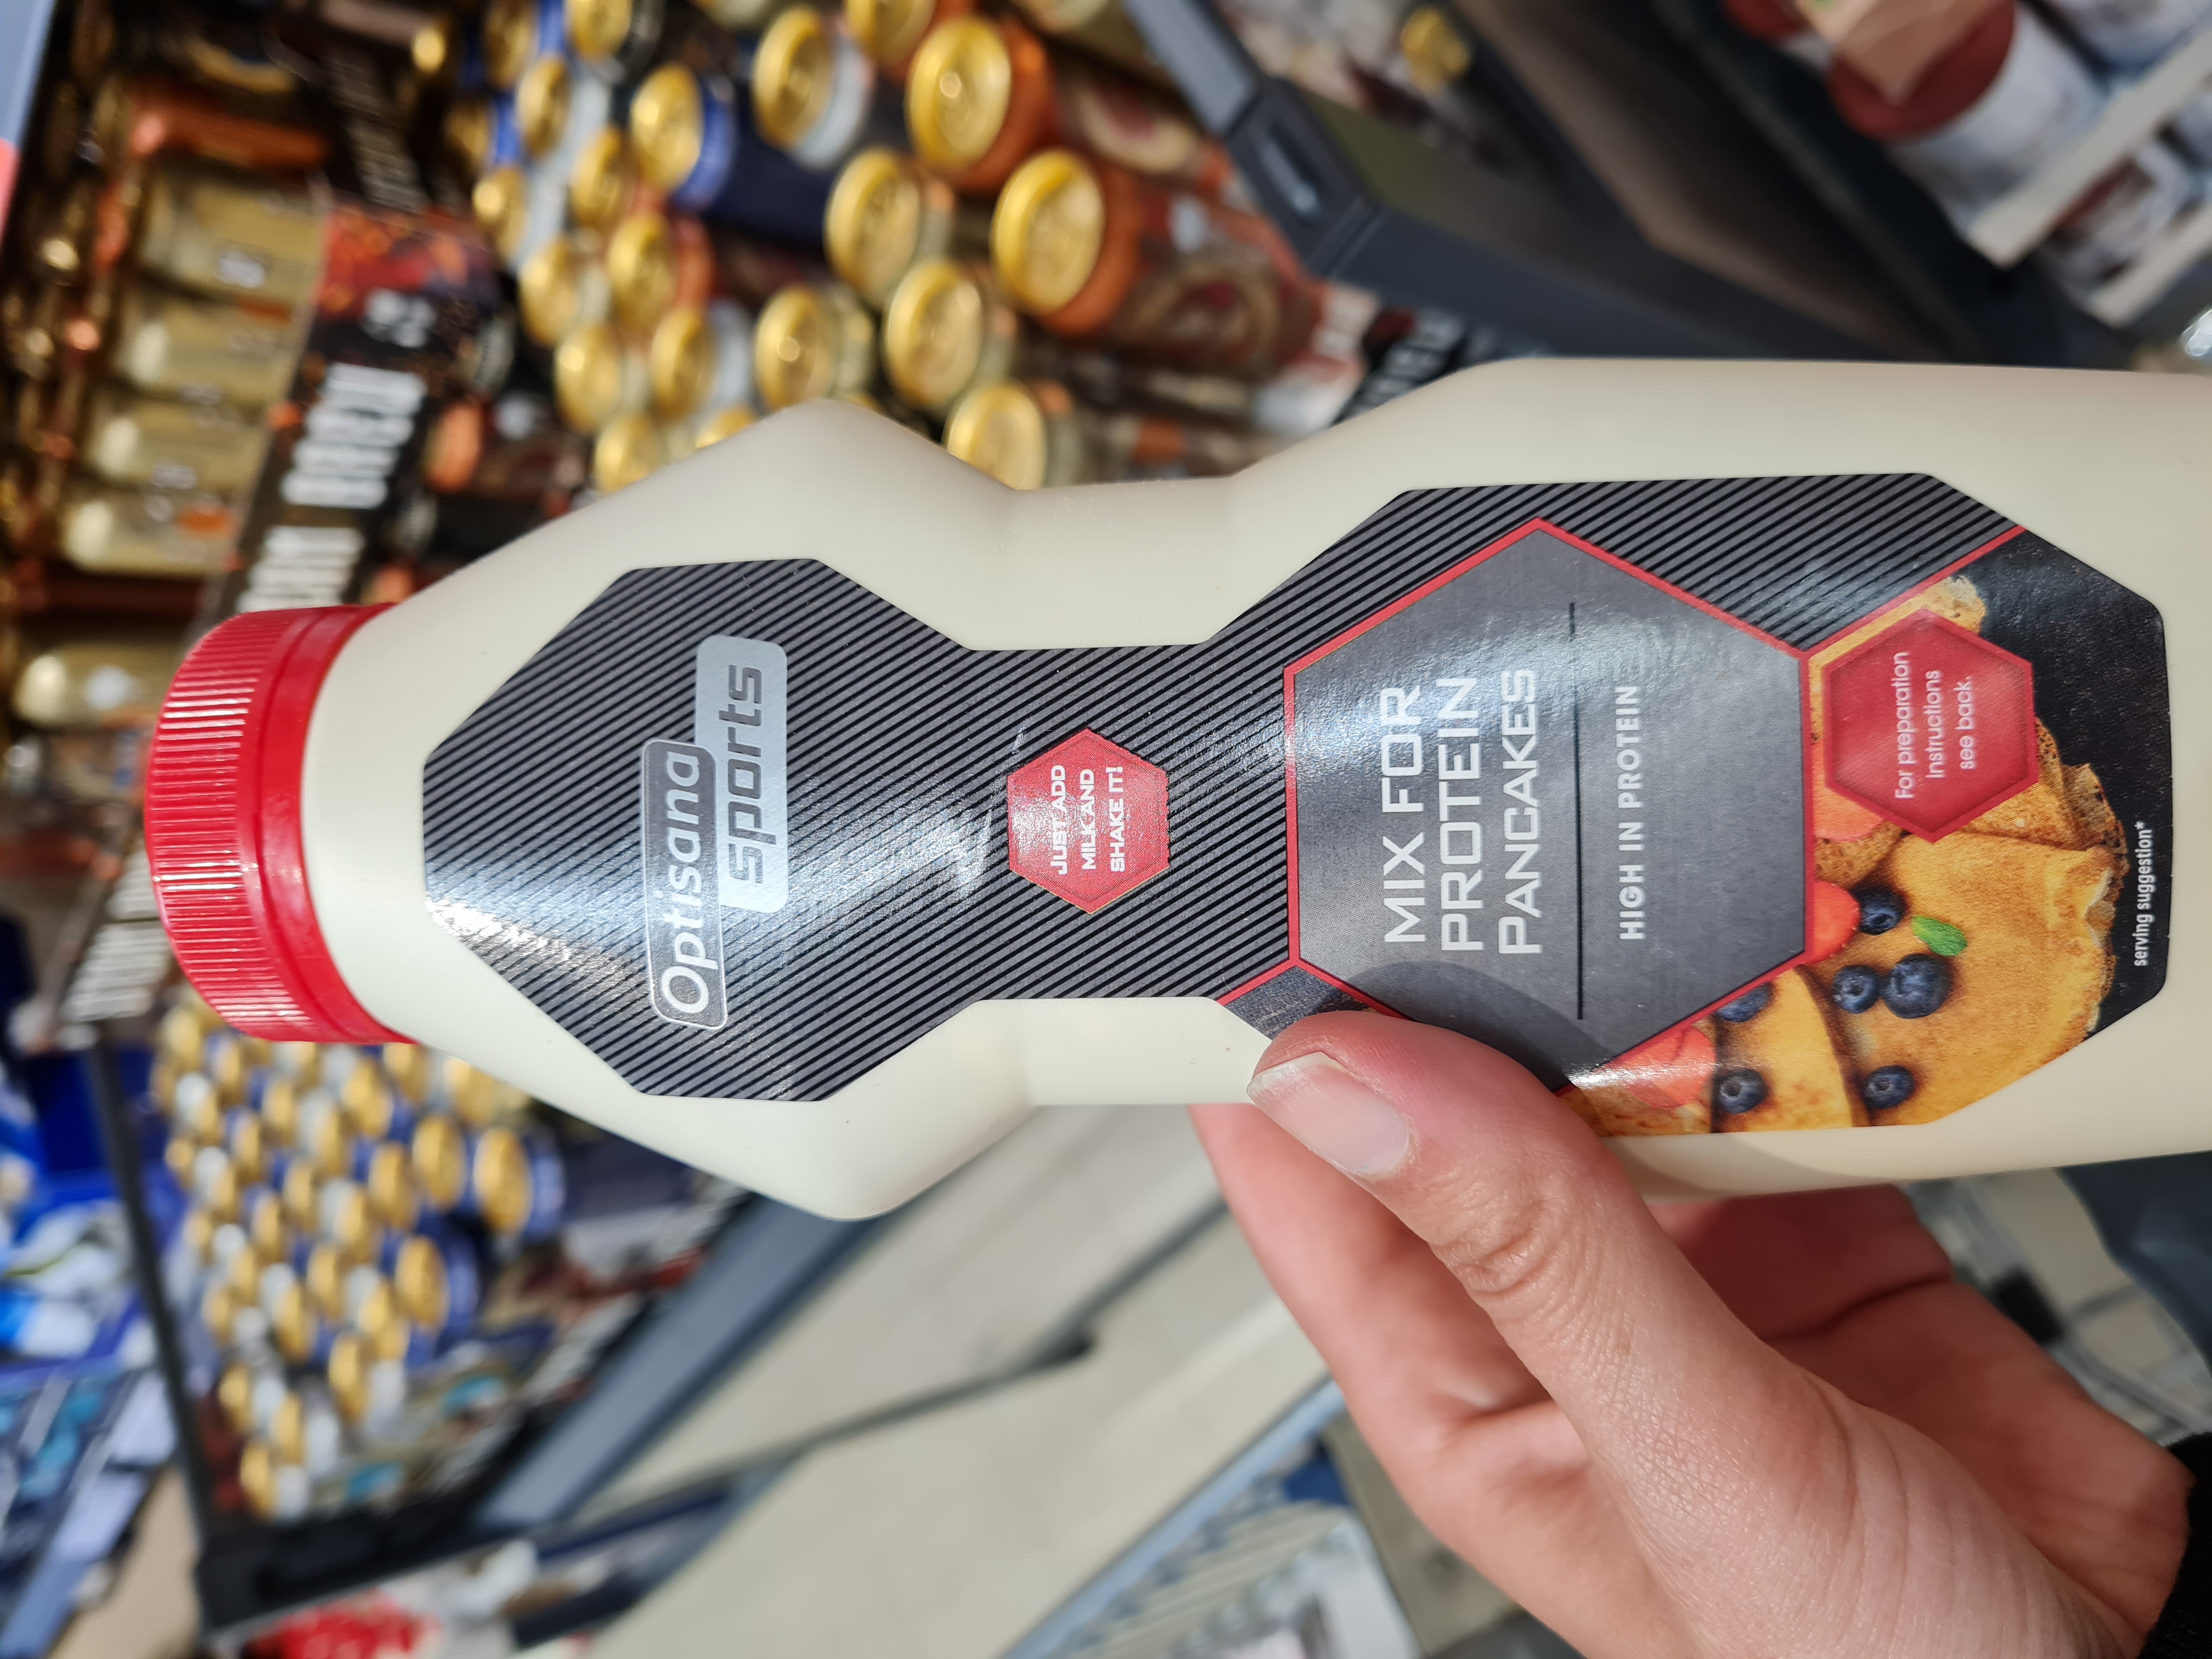 Optisana
sports
JUST ADD
MILK AND
SHAKE IT!
MIX FOR
PROTEIN
PANCAKES
HIGH IN PROTEIN
For preparation
instructions
see back.
serving suggestion*